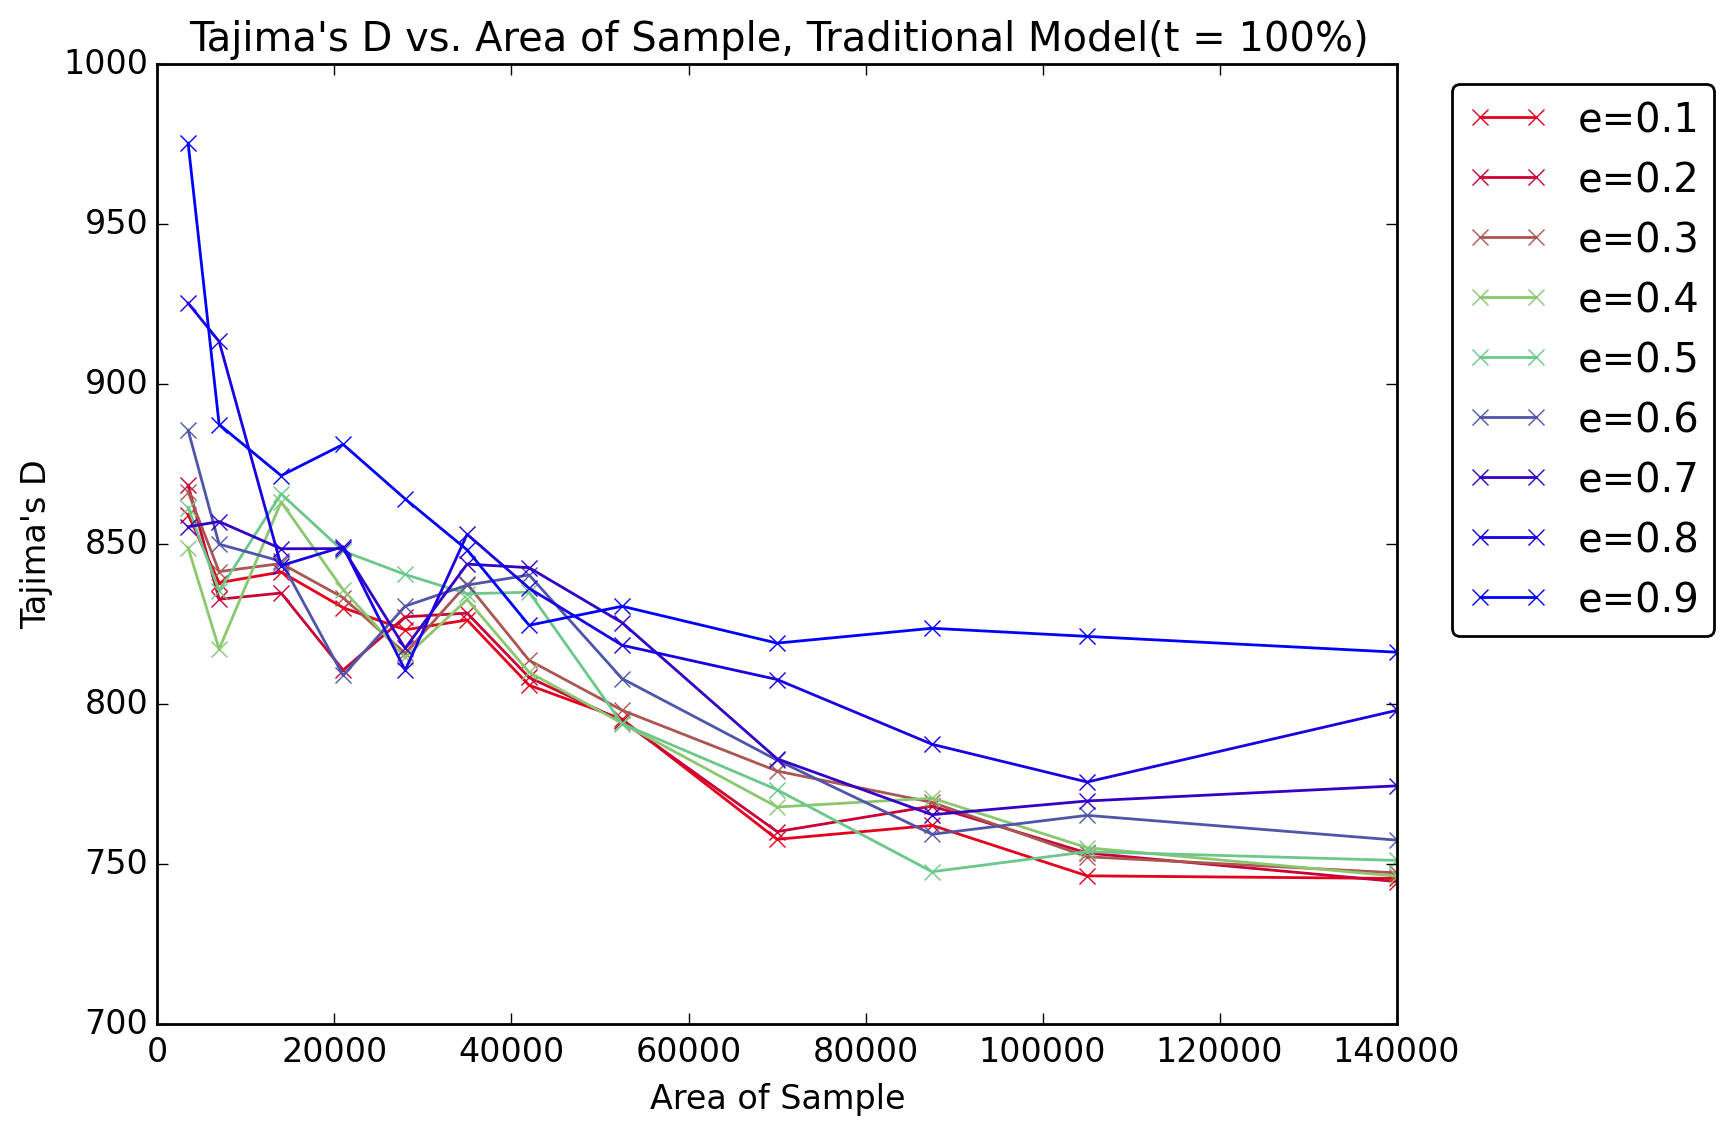 Tajima's D vs. Area of Sample, Traditional Model(t = 100%)
1000
950
900
850
800
750
700
Tajima's D
0 20000 40000 60000 80000 100000 120000 140000
Area of Sample
e=0.1
e=0.2
e=0.3
e=0.4
e=0.5
e=0.6
e=0.7
e=0.8
e=0.9